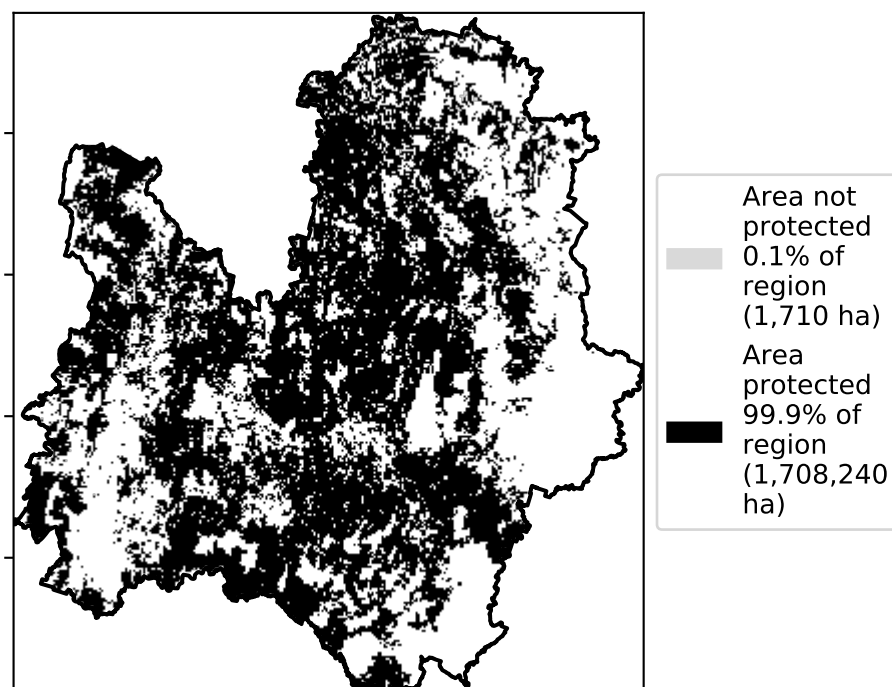 Area not
protected
0.1% of
region
(1,710 ha)
Area
protected
99.9% of
region
(1,708,240
ha)